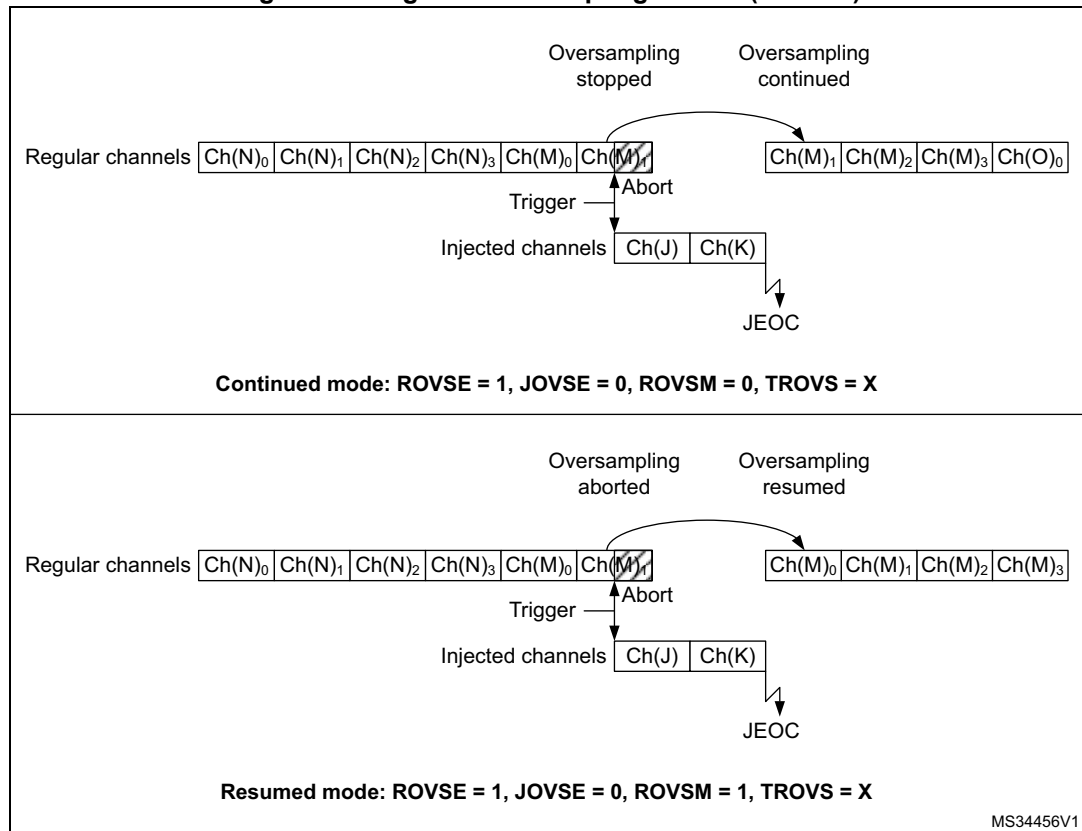 Oversampling stopped
Oversampling continued
Regular channels Ch(N)₀ Ch(N)₁ Ch(N)₂ Ch(N)₃ Ch(M)₀ Ch(M)₁ Ch(M)₁ Ch(M)₂ Ch(M)₃ Ch(O)₀
Abort
Trigger
Injected channels Ch(J) Ch(K)
JEOC
Continued mode: ROVSE = 1, JOVSE = 0, ROVSM = 0, TROVS = X
Oversampling aborted
Oversampling resumed
Regular channels Ch(N)₀ Ch(N)₁ Ch(N)₂ Ch(N)₃ Ch(M)₀ Ch(M)₁ Ch(M)₀ Ch(M)₁ Ch(M)₂ Ch(M)₃
Abort
Trigger
Injected channels Ch(J) Ch(K)
JEOC
Resumed mode: ROVSE = 1, JOVSE = 0, ROVSM = 1, TROVS = X
MS34456V1